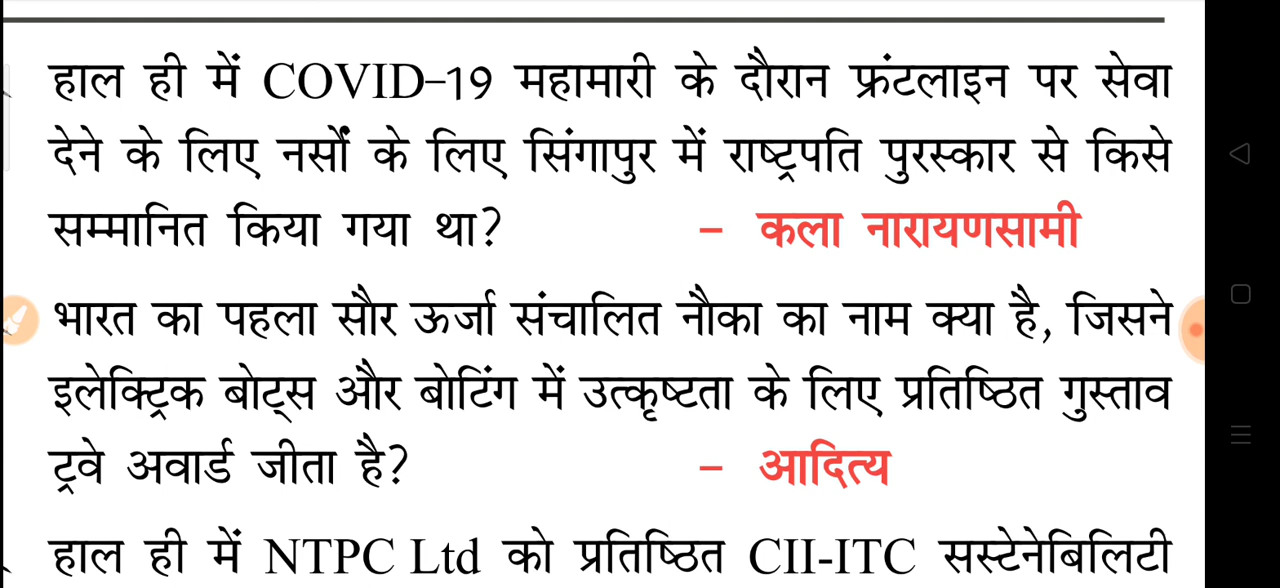 हाल ही में COVID-19 महामारी के दौरान फ्रंटलाइन पर सेवा
देने के लिए नर्सों के लिए सिंगापुर में राष्ट्रपति पुरस्कार से किसे
सम्मानित किया गया था? – कला नारायणसामी
भारत का पहला सौर ऊर्जा संचालित नौका का नाम क्या है, जिसने
इलेक्ट्रिक बोट्स और बोटिंग में उत्कृष्टता के लिए प्रतिष्ठित गुस्ताव
ट्रवे अवार्ड जीता है? – आदित्य
हाल ही में NTPC Ltd को प्रतिष्ठित CII-ITC सस्टेनेबिलिटी